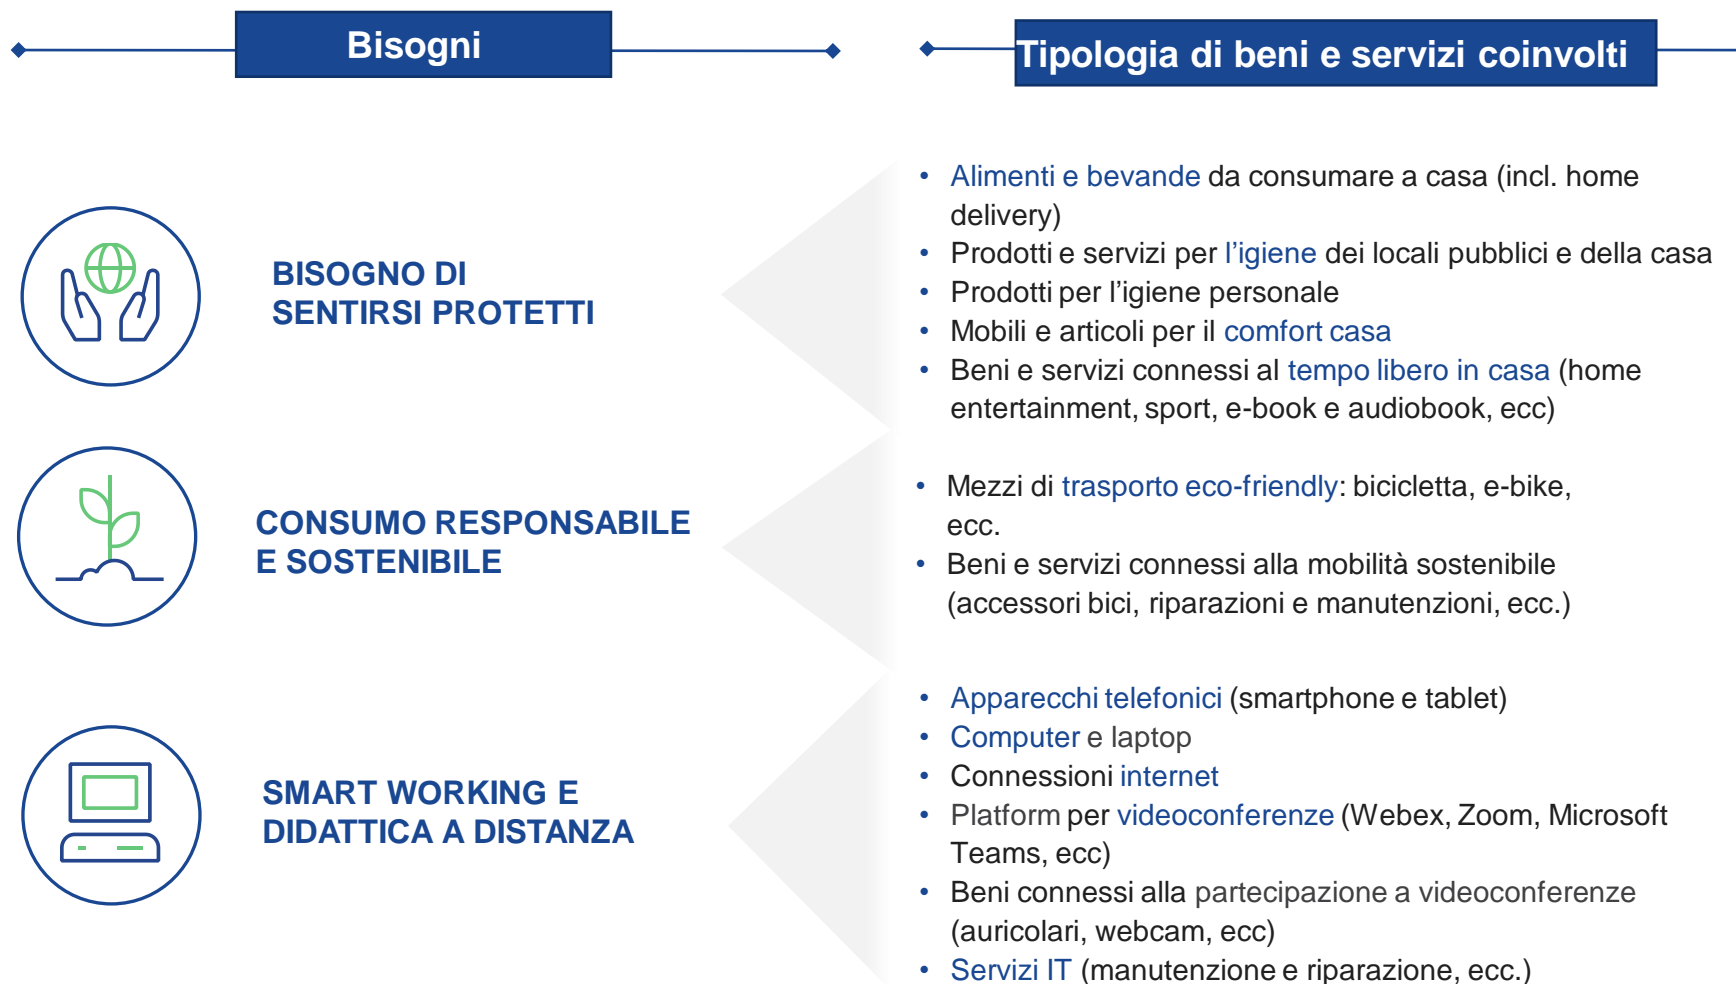 Bisogni
Tipologia di beni e servizi coinvolti
BISOGNO DI
SENTIRSI PROTETTI
• Alimenti e bevande da consumare a casa (incl. home
delivery)
• Prodotti e servizi per l’igiene dei locali pubblici e della casa
• Prodotti per l’igiene personale
• Mobili e articoli per il comfort casa
• Beni e servizi connessi al tempo libero in casa (home
entertainment, sport, e-book e audiobook, ecc)
CONSUMO RESPONSABILE
E SOSTENIBILE
• Mezzi di trasporto eco-friendly: bicicletta, e-bike,
ecc.
• Beni e servizi connessi alla mobilità sostenibile
(accessori bici, riparazioni e manutenzioni, ecc.)
SMART WORKING E
DIDATTICA A DISTANZA
• Apparecchi telefonici (smartphone e tablet)
• Computer e laptop
• Connessioni internet
• Platform per videoconferenze (Webex, Zoom, Microsoft
Teams, ecc)
• Beni connessi alla partecipazione a videoconferenze
(auricolari, webcam, ecc)
• Servizi IT (manutenzione e riparazione, ecc.)